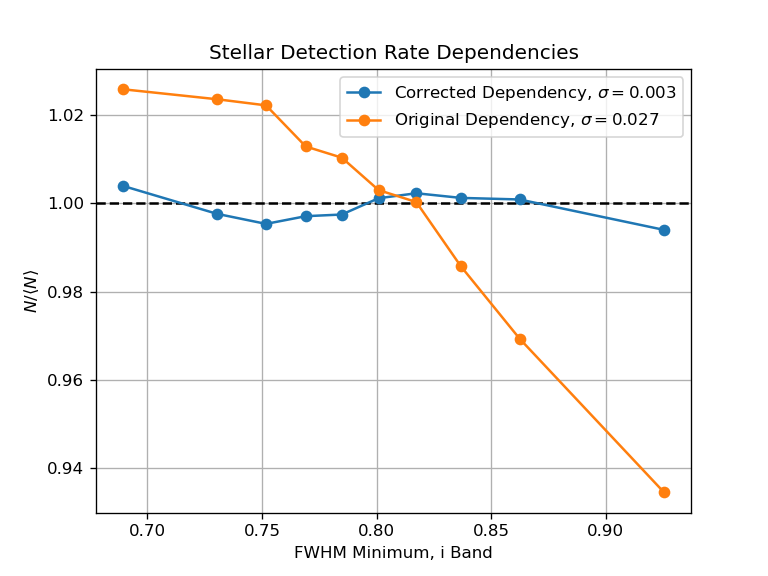 Stellar Detection Rate Dependencies
Corrected Dependency, σ = 0.003
Original Dependency, σ = 0.027
1.02
1.00
0.98
0.96
0.94
N/⟨N⟩
0.70 0.75 0.80 0.85 0.90
FWHM Minimum, i Band